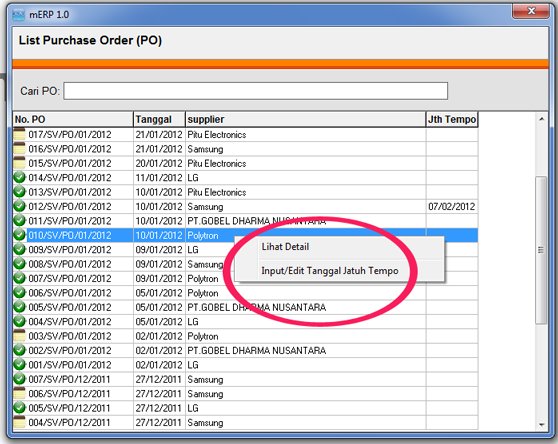 mERP 1.0
List Purchase Order (PO)
Cari PO:
No. PO Tanggal supplier Jth Tempo
017/SV/PO/01/2012 21/01/2012 Pitu Electronics
016/SV/PO/01/2012 21/01/2012 Samsung
015/SV/PO/01/2012 20/01/2012 Pitu Electronics
014/SV/PO/01/2012 11/01/2012 LG
013/SV/PO/01/2012 10/01/2012 Pitu Electronics
012/SV/PO/01/2012 10/01/2012 Samsung 07/02/2012
011/SV/PO/01/2012 10/01/2012 PT.GOBEL DHARMA NUSANTARA
010/SV/PO/01/2012 10/01/2012 Polytron
Lihat Detail
009/SV/PO/01/2012 09/01/2012 LG
008/SV/PO/01/2012 09/01/2012 Samsung
Input/Edit Tanggal Jatuh Tempo
007/SV/PO/01/2012 09/01/2012 Polytron
006/SV/PO/01/2012 05/01/2012 Polytron
005/SV/PO/01/2012 05/01/2012 PT.GOBEL DHARMA NUSANTARA
004/SV/PO/01/2012 05/01/2012 LG
003/SV/PO/01/2012 02/01/2012 Polytron
002/SV/PO/01/2012 02/01/2012 PT.GOBEL DHARMA NUSANTARA
001/SV/PO/01/2012 02/01/2012 LG
007/SV/PO/12/2011 27/12/2011 Samsung
006/SV/PO/12/2011 27/12/2011 Samsung
005/SV/PO/12/2011 27/12/2011 LG
004/SV/PO/12/2011 27/12/2011 Samsung